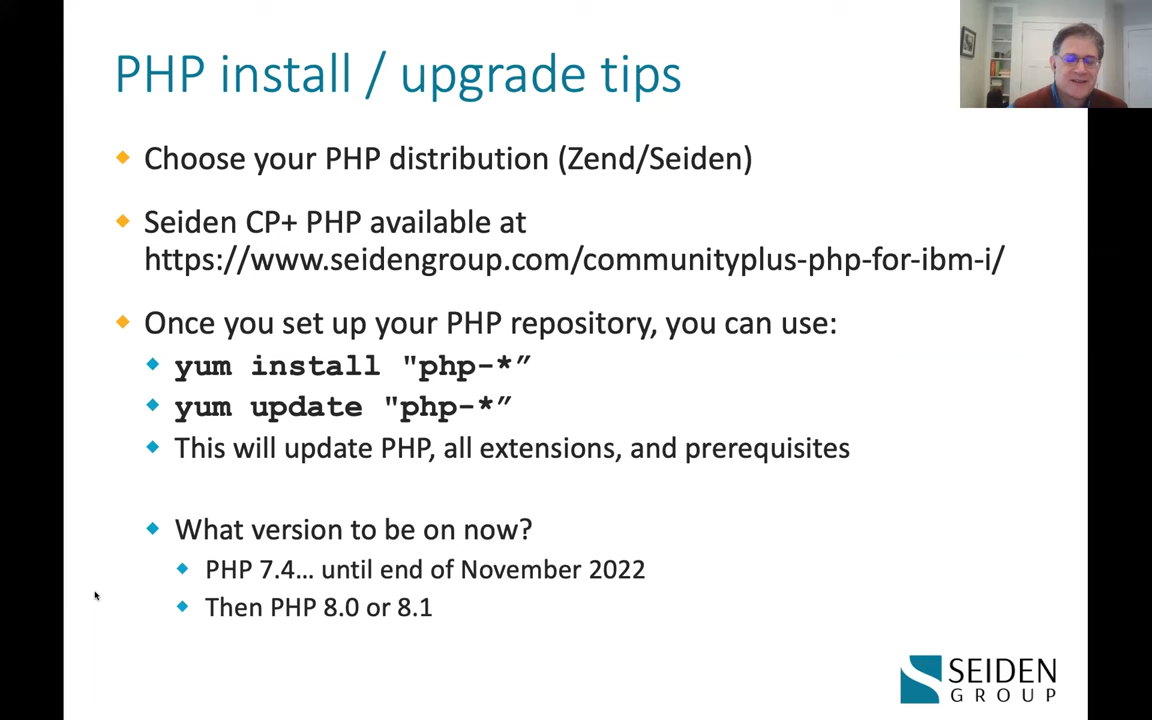 PHP install / upgrade tips
Choose your PHP distribution (Zend/Seiden)
Seiden CP+ PHP available at
https://www.seidengroup.com/communityplus-php-for-ibm-i/
Once you set up your PHP repository, you can use:
yum install "php-*”
yum update "php-*”
This will update PHP, all extensions, and prerequisites
What version to be on now?
PHP 7.4… until end of November 2022
Then PHP 8.0 or 8.1
SEIDEN
GROUP